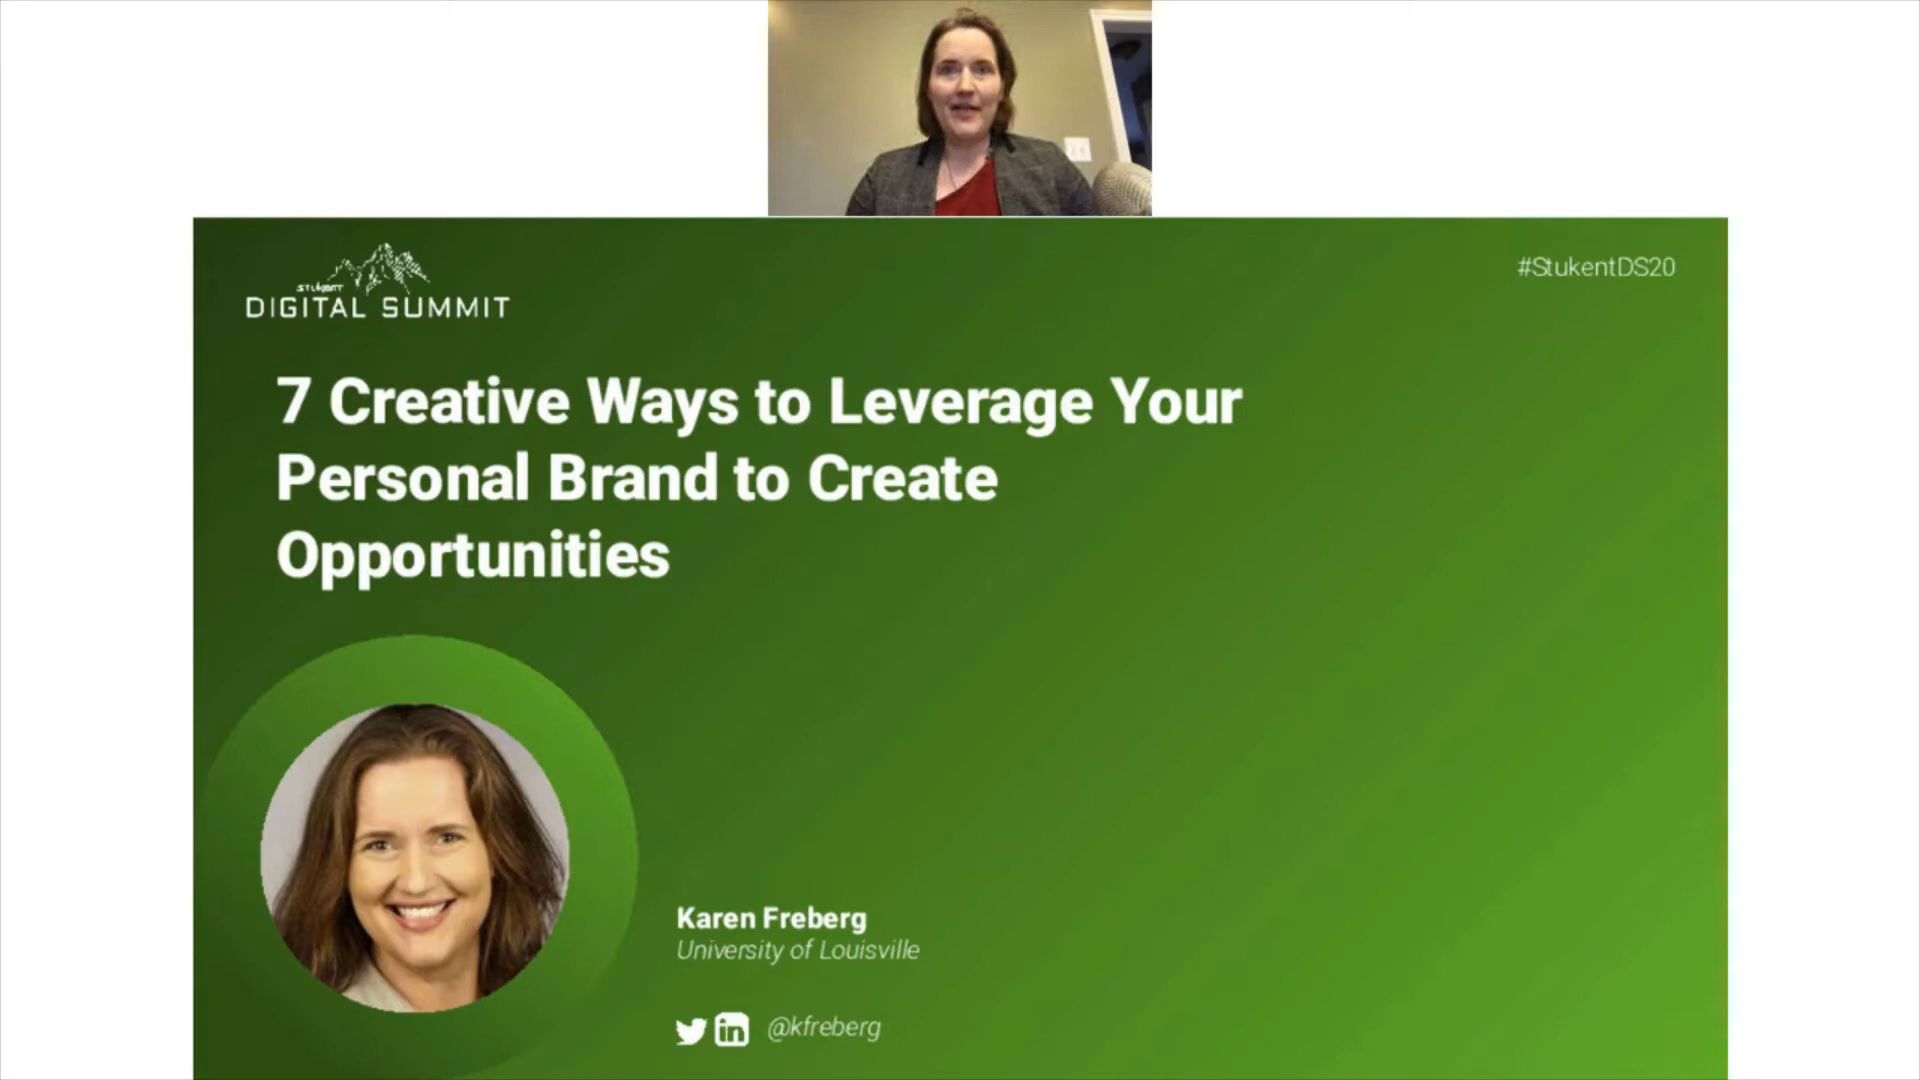 STUKENT
DIGITAL SUMMIT
#StukentDS20
7 Creative Ways to Leverage Your
Personal Brand to Create
Opportunities
Karen Freberg
University of Louisville
in @kfreberg